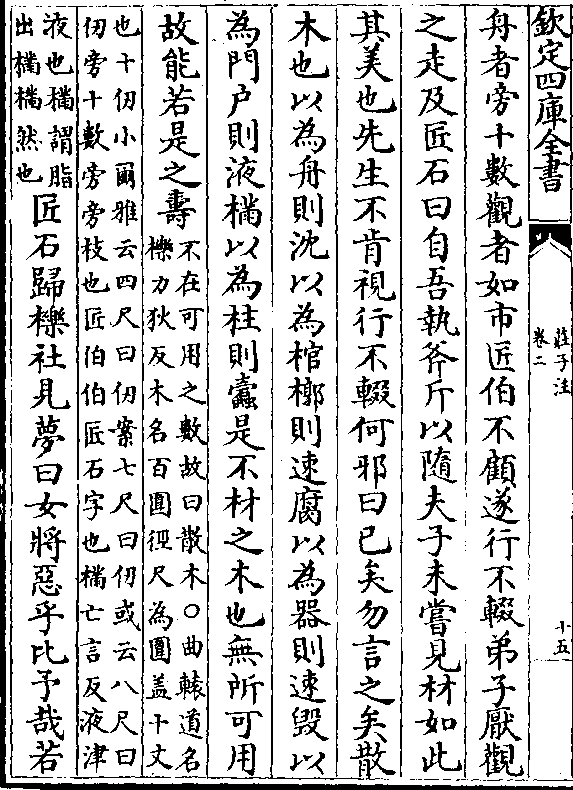 欽定四庫全書
莊子注
卷二
十五
舟者旁十數觀者如市匠伯不顧遂行不輟弟子厭觀
之走及匠石曰自吾執斧斤以隨夫子未嘗見材如此
其美也先生不肯視行不輟何邪曰已矣勿言之矣散
木也以為舟則沈以為棺槨則速腐以為器則速毀以
為門户則液樠以為柱則蠹是不材之木也無所可用
故能若是之壽
不在可用之數故曰散木○曲轅道名
櫟力狄反木名百圍徑尺為圍蓋十丈
也十仞小爾雅云四尺曰仞案七尺曰仞或云八尺曰
仞旁十數旁旁枝也匠伯伯匠石字也樠亡言反液津
液也樠謂脂
出樠樠然也
匠石歸櫟社見夢曰女將惡乎比予哉若